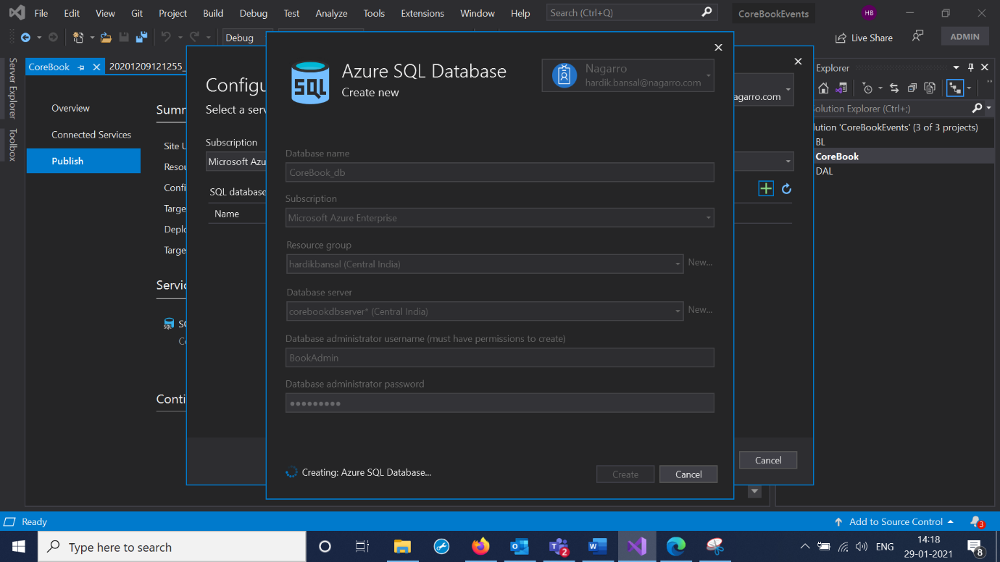 File Edit View Git Project Build Debug Test Analyze Tools Extensions Window Help Search (Ctrl+Q) CoreBookEvents HB
Debug Live Share ADMIN
Server Explorer
Toolbox
CoreBook 20201209121255_
Overview
Connected Services
Publish
Summ
Site U
Resou
Confi
Targe
Deplo
Targe
Servic
SQL SC
Co
Conti
Configu
Select a serv
Subscription
Microsoft Azu
SQL database
Name
agarro.com
Cancel
SQL
Azure SQL Database
Create new
Nagarro
hardik.bansal@nagarro.com
Database name
CoreBook_db
Subscription
Microsoft Azure Enterprise
Resource group
hardikbansal (Central India) New...
Database server
corebookdbserver* (Central India) New...
Database administrator username (must have permissions to create)
BookAdmin
Database administrator password
●●●●●●●●●
Creating: Azure SQL Database...
Create Cancel
Explorer
olution Explorer (Ctrl+;)
lution 'CoreBookEvents' (3 of 3 projects)
BL
CoreBook
DAL
Ready Add to Source Control 3
Type here to search 2 ENG 14:18
29-01-2021 8